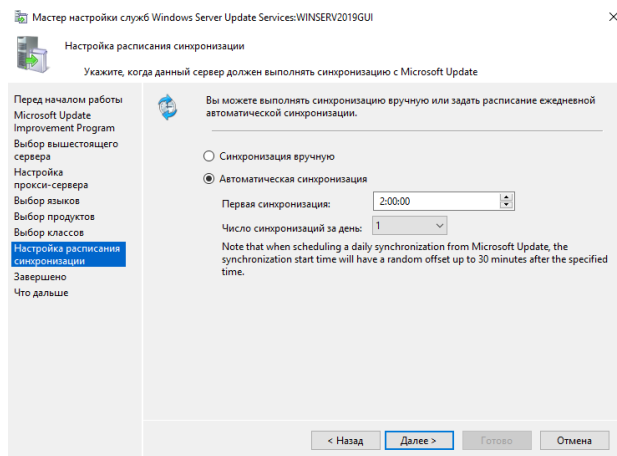 Мастер настройки служб Windows Server Update Services:WINSERV2019GUI
Настройка расписания синхронизации
Укажите, когда данный сервер должен выполнять синхронизацию с Microsoft Update
Перед началом работы
Microsoft Update
Improvement Program
Выбор вышестоящего
сервера
Настройка
прокси-сервера
Выбор языков
Выбор продуктов
Выбор классов
Настройка расписания
синхронизации
Завершено
Что дальше
Вы можете выполнять синхронизацию вручную или задать расписание ежедневной
автоматической синхронизации.
Синхронизация вручную
Автоматическая синхронизация
Первая синхронизация: 2:00:00
Число синхронизаций за день: 1
Note that when scheduling a daily synchronization from Microsoft Update, the
synchronization start time will have a random offset up to 30 minutes after the specified
time.
< Назад Далее > Готово Отмена